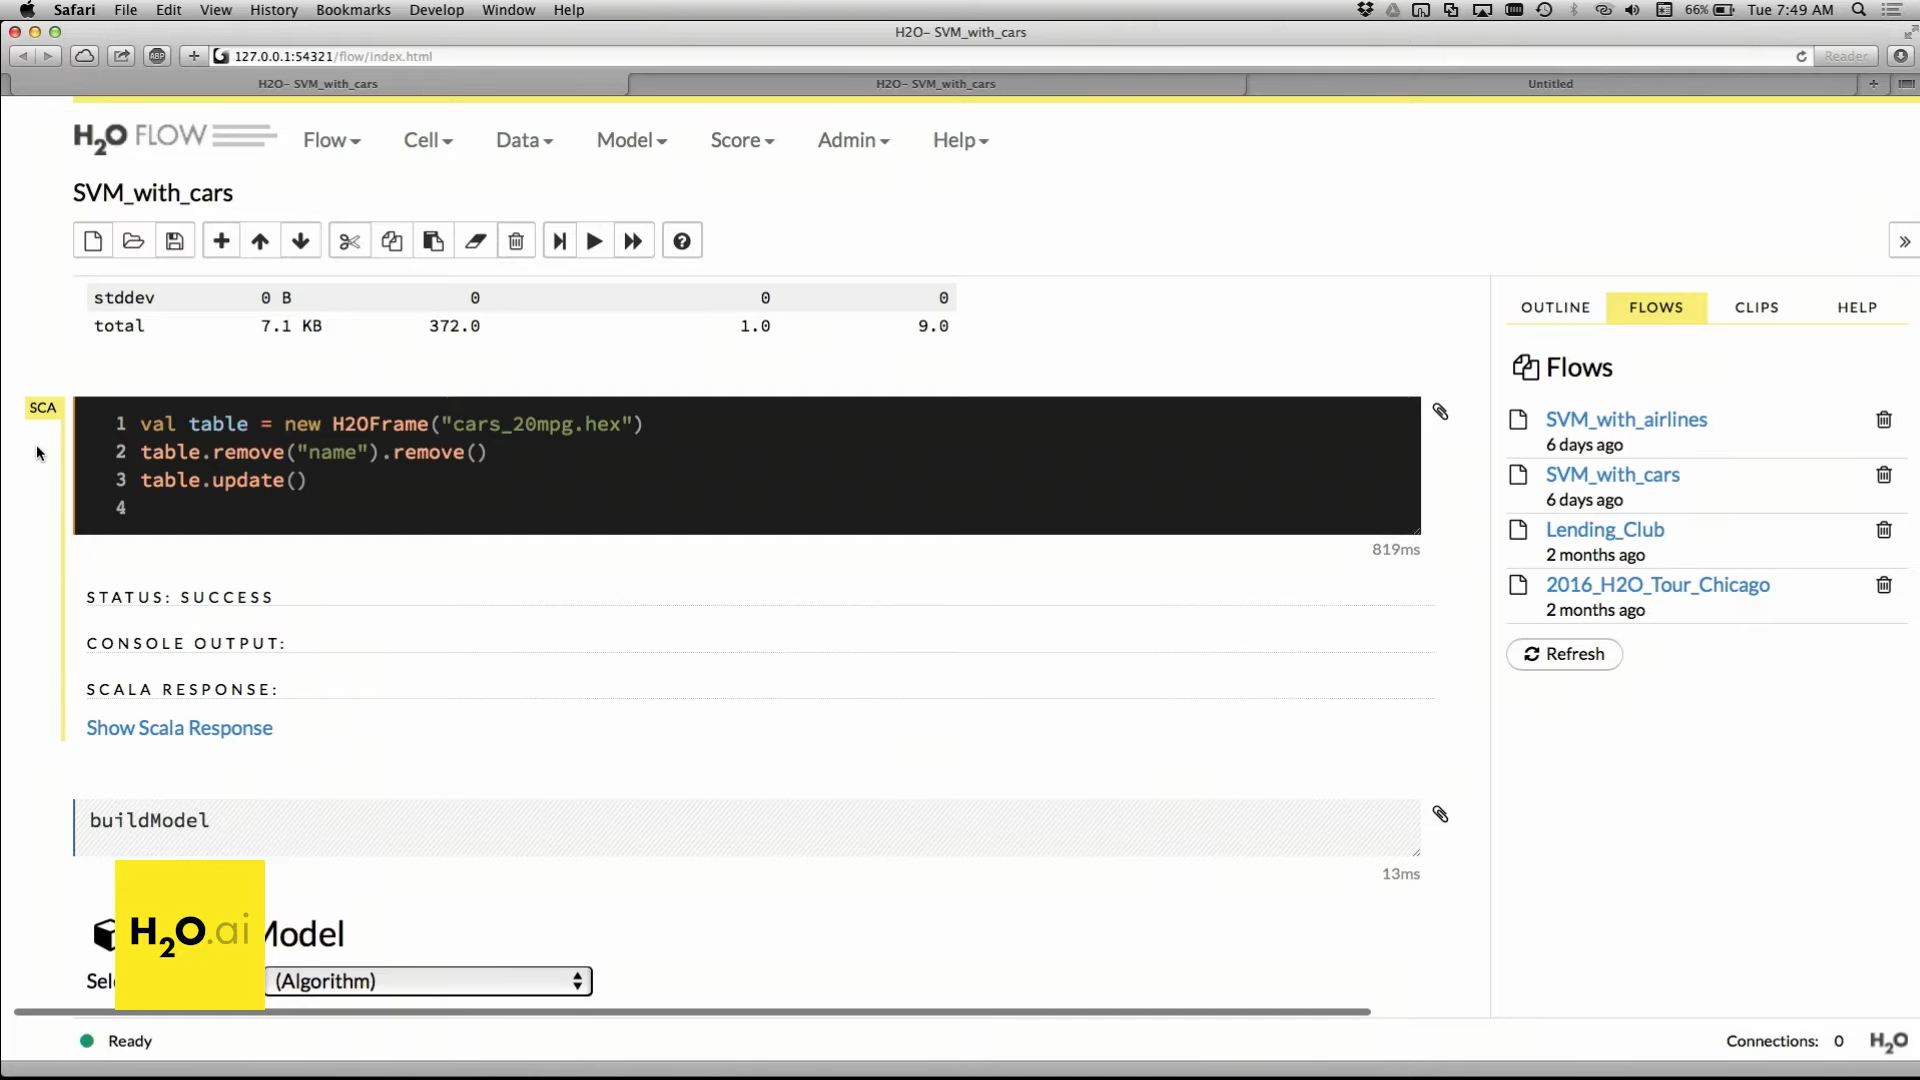 Safari File Edit View History Bookmarks Develop Window Help 66% Tue 7:49 AM
H2O- SVM_with_cars
ABP 127.0.0.1:54321/flow/index.html Reader
H2O- SVM_with_cars H2O- SVM_with_cars Untitled
H2O FLOW Flow Cell Data Model Score Admin Help
SVM_with_cars
stddev 0 B 0 0 0
total 7.1 KB 372.0 1.0 9.0
SCA
1 val table = new H2OFrame("cars_20mpg.hex")
2 table.remove("name").remove()
3 table.update()
4
819ms
STATUS: SUCCESS
CONSOLE OUTPUT:
SCALA RESPONSE:
Show Scala Response
buildModel
13ms
Model
(Algorithm)
H2O.ai
OUTLINE FLOWS CLIPS HELP
Flows
SVM_with_airlines
6 days ago
SVM_with_cars
6 days ago
Lending_Club
2 months ago
2016_H2O_Tour_Chicago
2 months ago
Refresh
Ready
Connections: 0 H2O